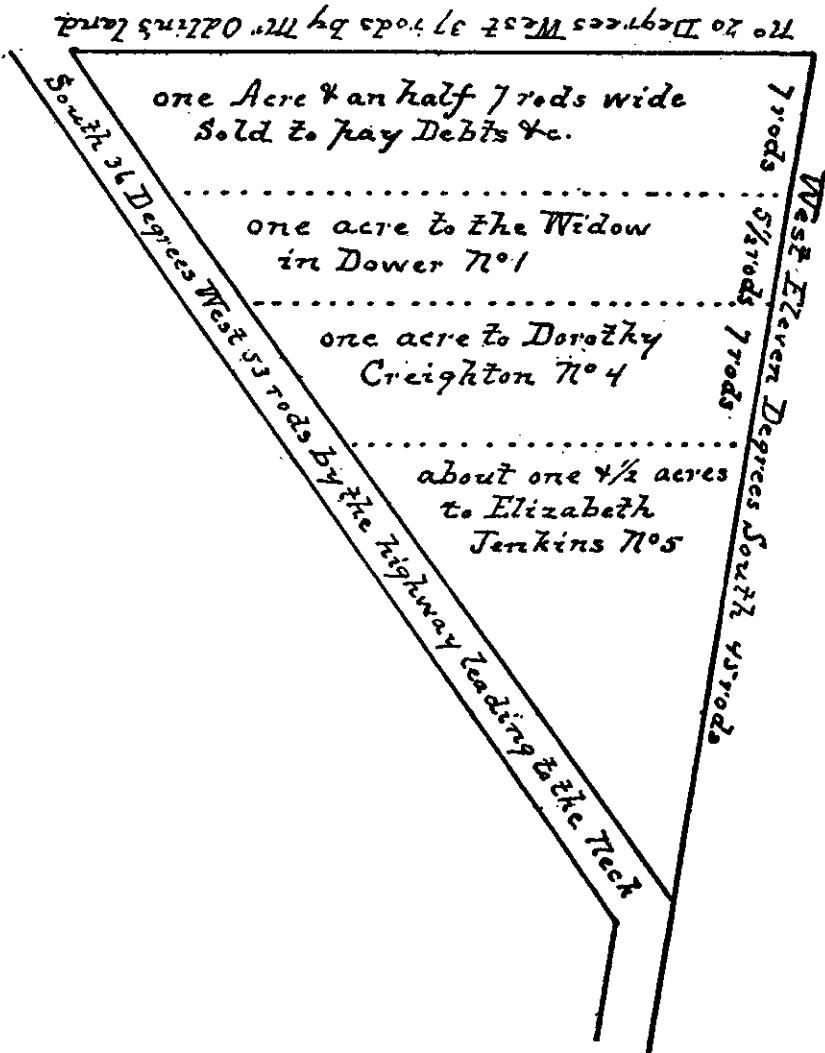 No 20 Degrees West 37 rods by Mr Odlin's land
one Acre & an half 7 rods wide
Sold to pay Debts &c.
7 rods
one acre to the Widow
in Dower No 1
5½ rods
one acre to Dorothy
Creighton No 4
7 rods
about one & ½ acres
to Elizabeth
Jenkins No 5
West Eleven Degrees South 45 rods
South 36 Degrees West 53 rods by the highway leading to the Neck